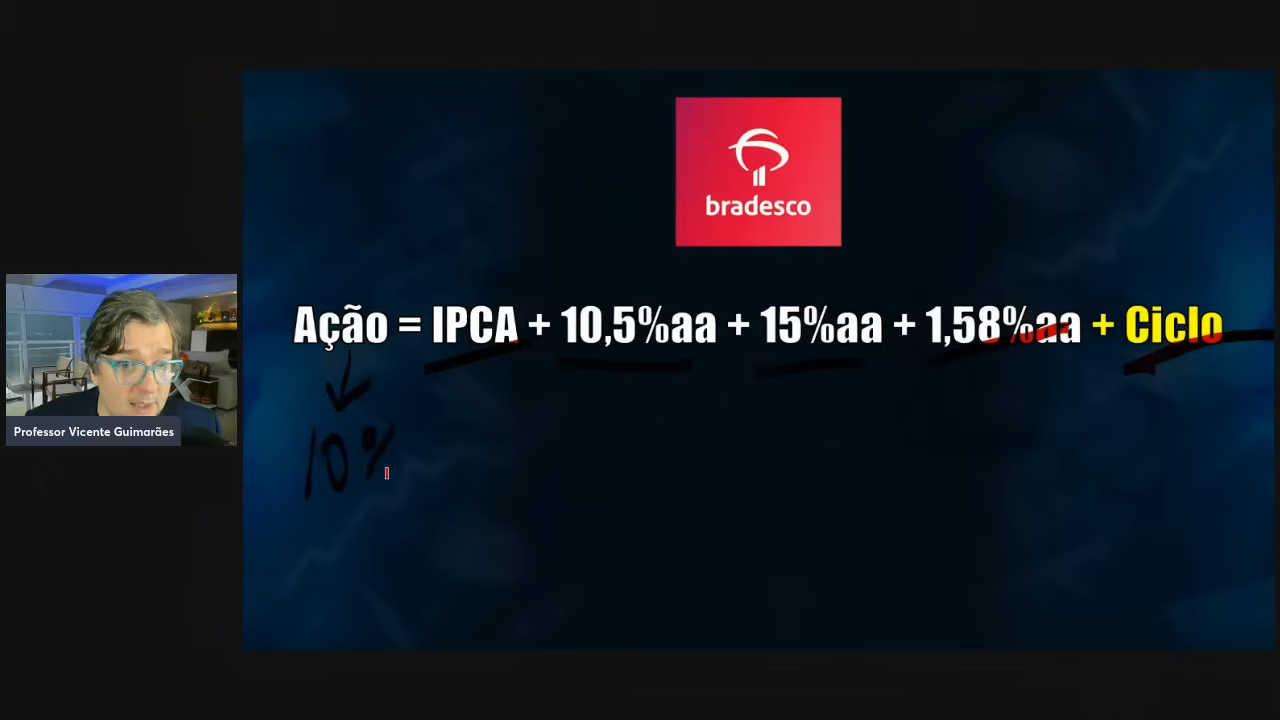 bradesco
Ação = IPCA + 10,5%aa + 15%aa + 1,58%aa + Ciclo
10%
Professor Vicente Guimarães